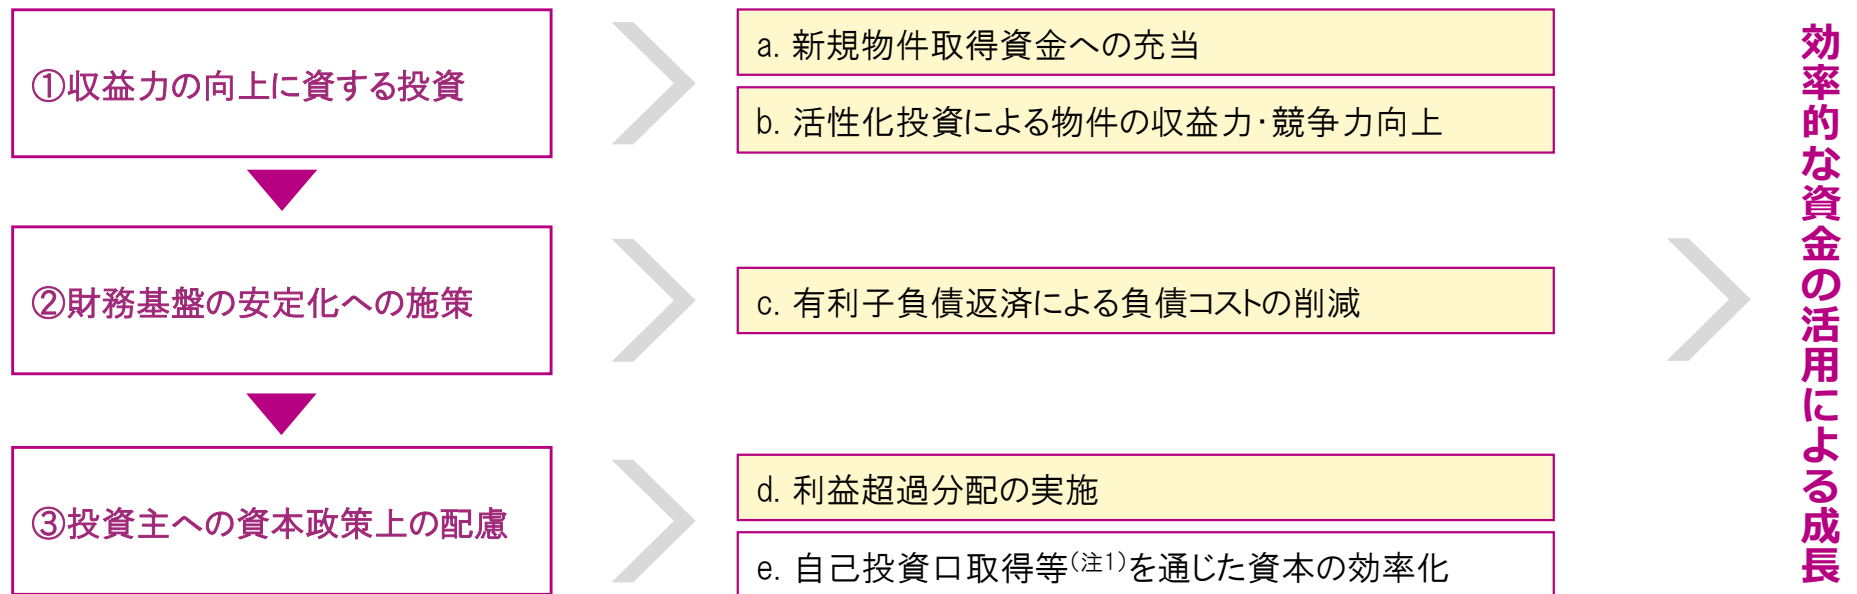 ①収益力の向上に資する投資
a. 新規物件取得資金への充当
b. 活性化投資による物件の収益力・競争力向上
②財務基盤の安定化への施策
c. 有利子負債返済による負債コストの削減
③投資主への資本政策上の配慮
d. 利益超過分配の実施
e. 自己投資口取得等(注1)を通じた資本の効率化
効率的な資金の活用による成長